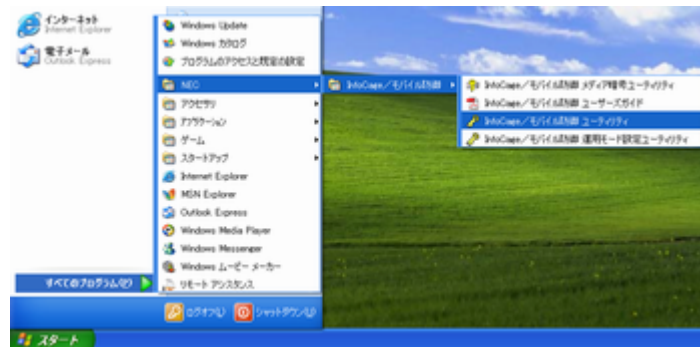 インターネット
Internet Explorer
電子メール
Outlook Express
すべてのプログラム(P)
Windows Update
Windows カタログ
プログラムのアクセスと既定の設定
NEC
アクセサリ
アプリケーション
ゲーム
スタートアップ
Internet Explorer
MSN Explorer
Outlook Express
Windows Media Player
Windows Messenger
Windows ムービー メーカー
リモート アシスタンス
InfoCage/モバイル防御
InfoCage/モバイル防御 メディア暗号ユーティリティ
InfoCage/モバイル防御 ユーザーズガイド
InfoCage/モバイル防御 ユーティリティ
InfoCage/モバイル防御 運用モード設定ユーティリティ
ログオフ(L)
シャットダウン(U)
スタート